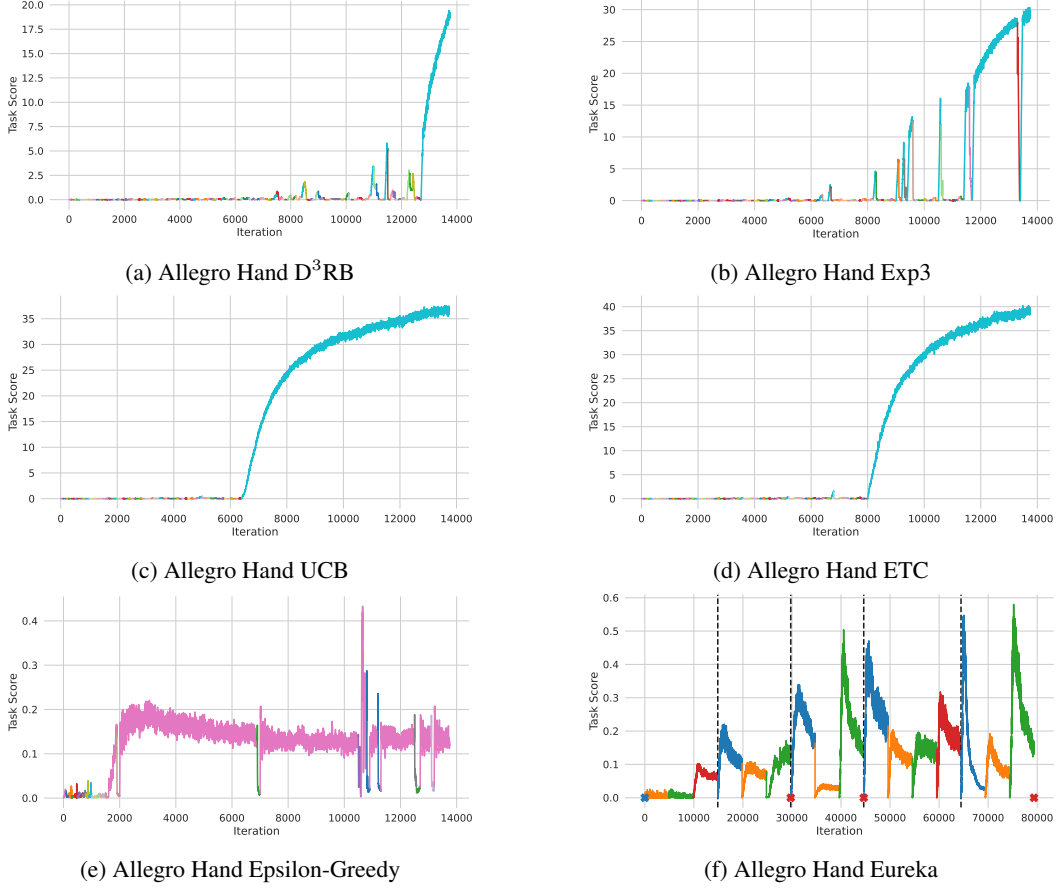 20.0
17.5
15.0
12.5
10.0
7.5
5.0
2.5
0.0
Task Score
0 2000 4000 6000 8000 10000 12000 14000
Iteration
(a) Allegro Hand D³RB
30
25
20
15
10
5
0
Task Score
0 2000 4000 6000 8000 10000 12000 14000
Iteration
(b) Allegro Hand Exp3
35
30
25
20
15
10
5
0
Task Score
0 2000 4000 6000 8000 10000 12000 14000
Iteration
(c) Allegro Hand UCB
40
35
30
25
20
15
10
5
0
Task Score
0 2000 4000 6000 8000 10000 12000 14000
Iteration
(d) Allegro Hand ETC
0.4
0.3
0.2
0.1
0.0
Task Score
0 2000 4000 6000 8000 10000 12000 14000
Iteration
(e) Allegro Hand Epsilon-Greedy
0.6
0.5
0.4
0.3
0.2
0.1
0.0
Task Score
0 10000 20000 30000 40000 50000 60000 70000 80000
Iteration
(f) Allegro Hand Eureka